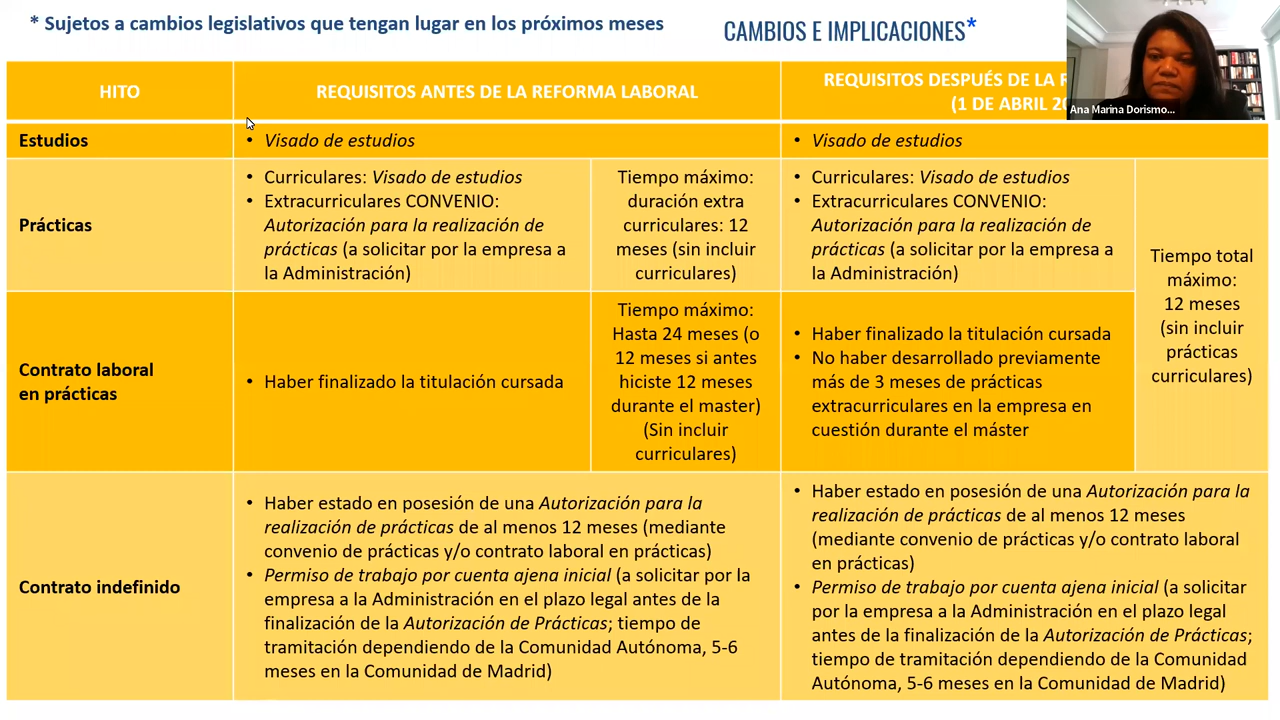 * Sujetos a cambios legislativos que tengan lugar en los próximos meses
CAMBIOS E IMPLICACIONES*
Ana Marina Dorismo...
HITO
REQUISITOS ANTES DE LA REFORMA LABORAL
REQUISITOS DESPUÉS DE LA
(1 DE ABRIL
Estudios
• Visado de estudios
• Visado de estudios
Prácticas
• Curriculares: Visado de estudios
• Extracurriculares CONVENIO:
Autorización para la realización de
prácticas (a solicitar por la empresa a
la Administración)
Tiempo máximo:
duración extra
curriculares: 12
meses (sin incluir
curriculares)
• Curriculares: Visado de estudios
• Extracurriculares CONVENIO:
Autorización para la realización de
prácticas (a solicitar por la empresa a
la Administración)
Tiempo total
máximo:
12 meses
(sin incluir
prácticas
curriculares)
Contrato laboral
en prácticas
• Haber finalizado la titulación cursada
Tiempo máximo:
Hasta 24 meses (o
12 meses si antes
hiciste 12 meses
durante el master)
(Sin incluir
curriculares)
• Haber finalizado la titulación cursada
• No haber desarrollado previamente
más de 3 meses de prácticas
extracurriculares en la empresa en
cuestión durante el máster
Contrato indefinido
• Haber estado en posesión de una Autorización para la
realización de prácticas de al menos 12 meses (mediante
convenio de prácticas y/o contrato laboral en prácticas)
• Permiso de trabajo por cuenta ajena inicial (a solicitar por la
empresa a la Administración en el plazo legal antes de la
finalización de la Autorización de Prácticas; tiempo de
tramitación dependiendo de la Comunidad Autónoma, 5-6
meses en la Comunidad de Madrid)
• Haber estado en posesión de una Autorización para la
realización de prácticas de al menos 12 meses
(mediante convenio de prácticas y/o contrato laboral
en prácticas)
• Permiso de trabajo por cuenta ajena inicial (a solicitar
por la empresa a la Administración en el plazo legal
antes de la finalización de la Autorización de Prácticas;
tiempo de tramitación dependiendo de la Comunidad
Autónoma, 5-6 meses en la Comunidad de Madrid)